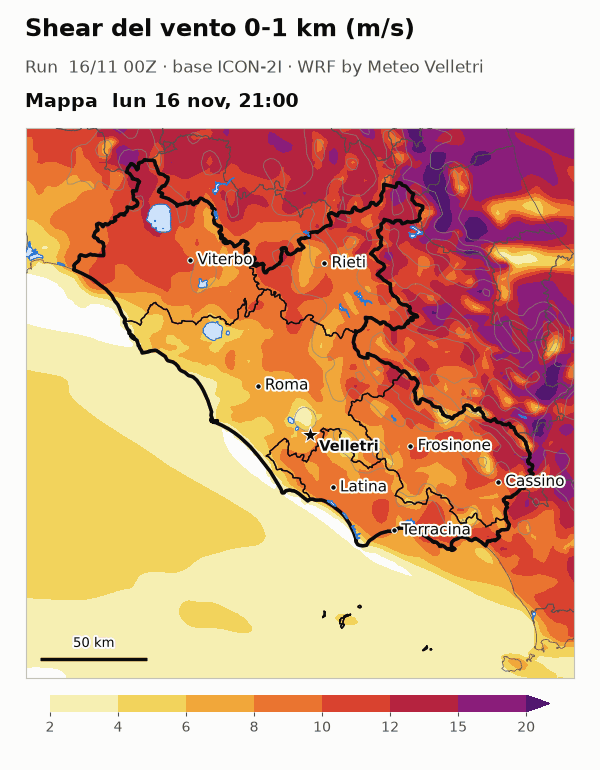 Shear del vento 0-1 km (m/s)
Run  16/11 00Z · base ICON-2I · WRF by Meteo Velletri
Mappa  lun 16 nov, 21:00
Viterbo
Rieti
Roma
Velletri
Frosinone
Latina
Cassino
Terracina
50 km
2 4 6 8 10 12 15 20